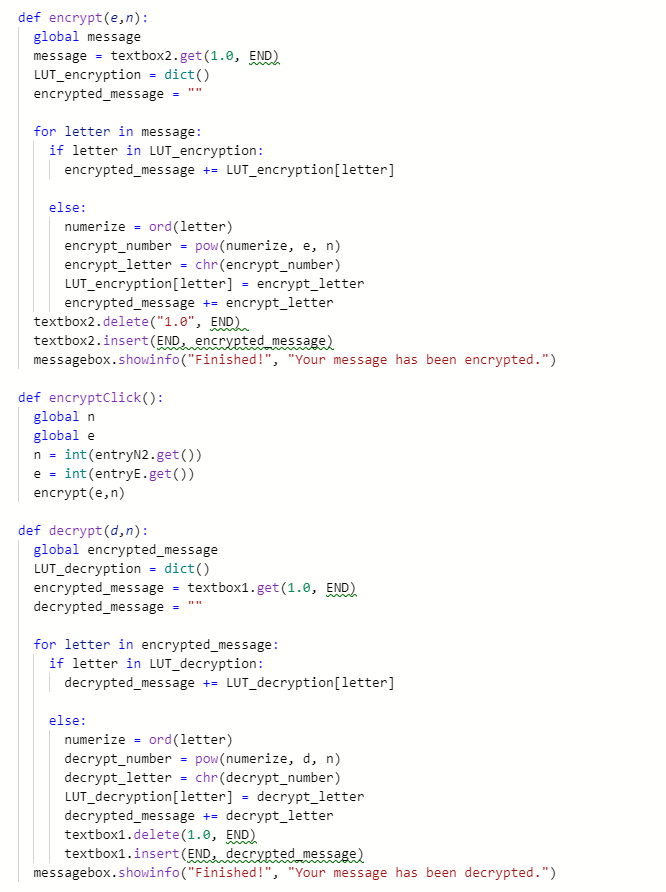 def encrypt(e,n):
  global message
  message = textbox2.get(1.0, END)
  LUT_encryption = dict()
  encrypted_message = ""

  for letter in message:
    if letter in LUT_encryption:
      encrypted_message += LUT_encryption[letter]

    else:
      numerize = ord(letter)
      encrypt_number = pow(numerize, e, n)
      encrypt_letter = chr(encrypt_number)
      LUT_encryption[letter] = encrypt_letter
      encrypted_message += encrypt_letter
  textbox2.delete("1.0", END)
  textbox2.insert(END, encrypted_message)
  messagebox.showinfo("Finished!", "Your message has been encrypted.")

def encryptClick():
  global n
  global e
  n = int(entryN2.get())
  e = int(entryE.get())
  encrypt(e,n)

def decrypt(d,n):
  global encrypted_message
  LUT_decryption = dict()
  encrypted_message = textbox1.get(1.0, END)
  decrypted_message = ""

  for letter in encrypted_message:
    if letter in LUT_decryption:
      decrypted_message += LUT_decryption[letter]

    else:
      numerize = ord(letter)
      decrypt_number = pow(numerize, d, n)
      decrypt_letter = chr(decrypt_number)
      LUT_decryption[letter] = decrypt_letter
      decrypted_message += decrypt_letter
      textbox1.delete(1.0, END)
      textbox1.insert(END, decrypted_message)
  messagebox.showinfo("Finished!", "Your message has been decrypted.")